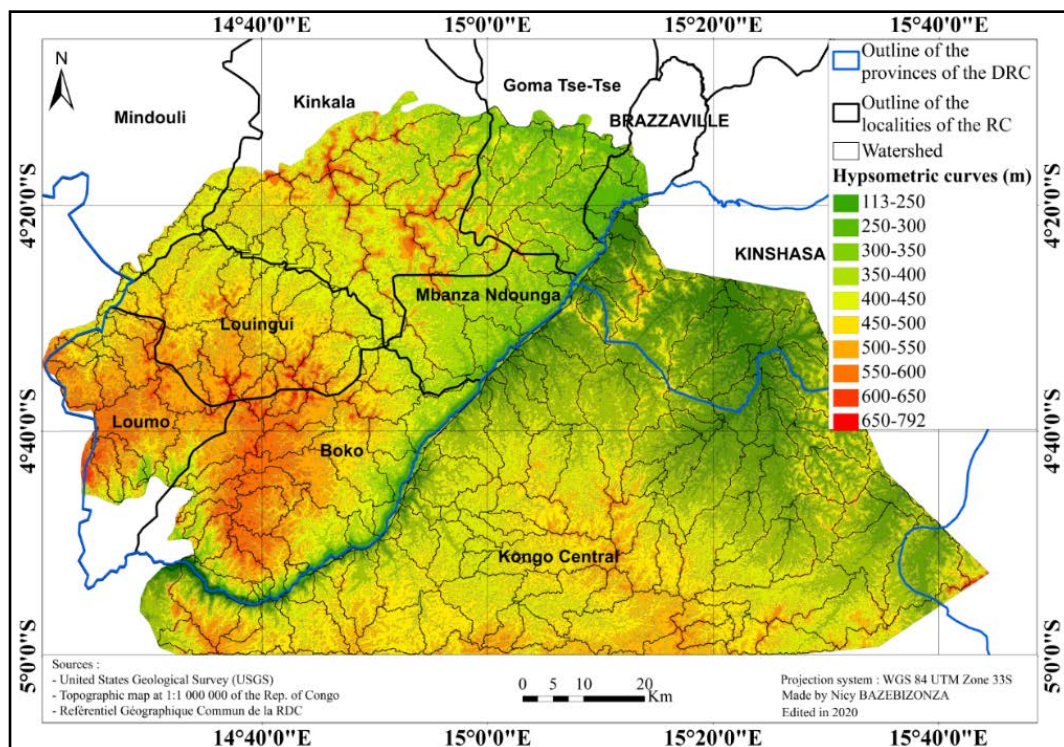 14°40'0"E 15°0'0"E 15°20'0"E 15°40'0"E
N
Mindouli
Kinkala
Goma Tse-Tse
BRAZZAVILLE
KINSHASA
Mbanza Ndounga
Louingui
Loumo
Boko
Kongo Central
Outline of the
provinces of the DRC
Outline of the
localities of the RC
Watershed
Hypsometric curves (m)
113-250
250-300
300-350
350-400
400-450
450-500
500-550
550-600
600-650
650-792
4°20'0"S
4°40'0"S
5°0'0"S
4°20'0"S
4°40'0"S
5°0'0"S
Sources :
- United States Geological Survey (USGS)
- Topographic map at 1:1 000 000 of the Rep. of Congo
- Referéntiel Géographique Commun de la RDC
0 5 10 20
Km
Projection system : WGS 84 UTM Zone 33S
Made by Nicy BAZEBIZONZA
Edited in 2020
14°40'0"E 15°0'0"E 15°20'0"E 15°40'0"E